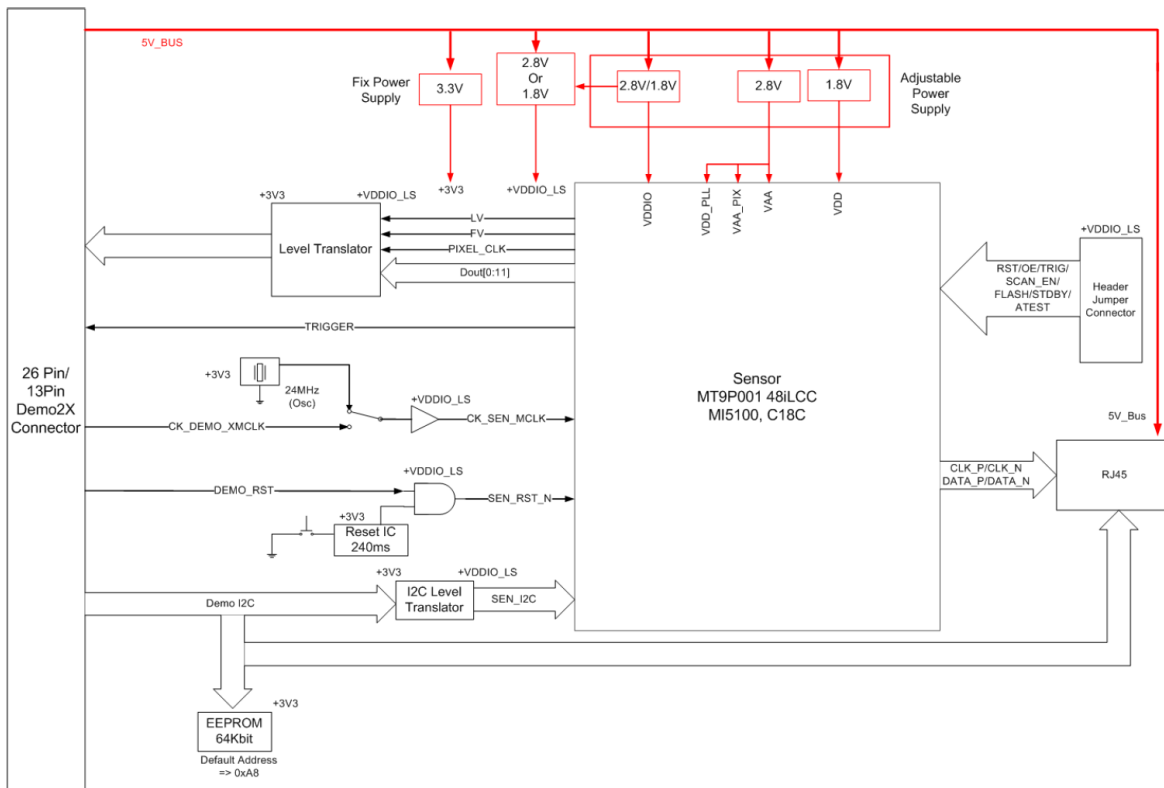 5V_BUS
Fix Power
Supply
3.3V
2.8V
Or
1.8V
2.8V/1.8V
2.8V
1.8V
Adjustable
Power
Supply
+3V3
+VDDIO_LS
VDDIO
VDD_PLL
VAA_PIX
VAA
VDD
+3V3
+VDDIO_LS
Level Translator
LV
FV
PIXEL_CLK
Dout[0:11]
+VDDIO_LS
RST/OE/TRIG/
SCAN_EN/
FLASH/STDBY/
ATEST
Header
Jumper
Connector
TRIGGER
26 Pin/
13Pin
Demo2X
Connector
+3V3
24MHz
(Osc)
+VDDIO_LS
CK_SEN_MCLK
CK_DEMO_XMCLK
Sensor
MT9P001 48iLCC
MI5100, C18C
5V_Bus
RJ45
CLK_P/CLK_N
DATA_P/DATA_N
+VDDIO_LS
DEMO_RST
SEN_RST_N
+3V3
Reset IC
240ms
+3V3
+VDDIO_LS
I2C Level
Translator
SEN_I2C
Demo I2C
+3V3
EEPROM
64Kbit
Default Address
=> 0xA8